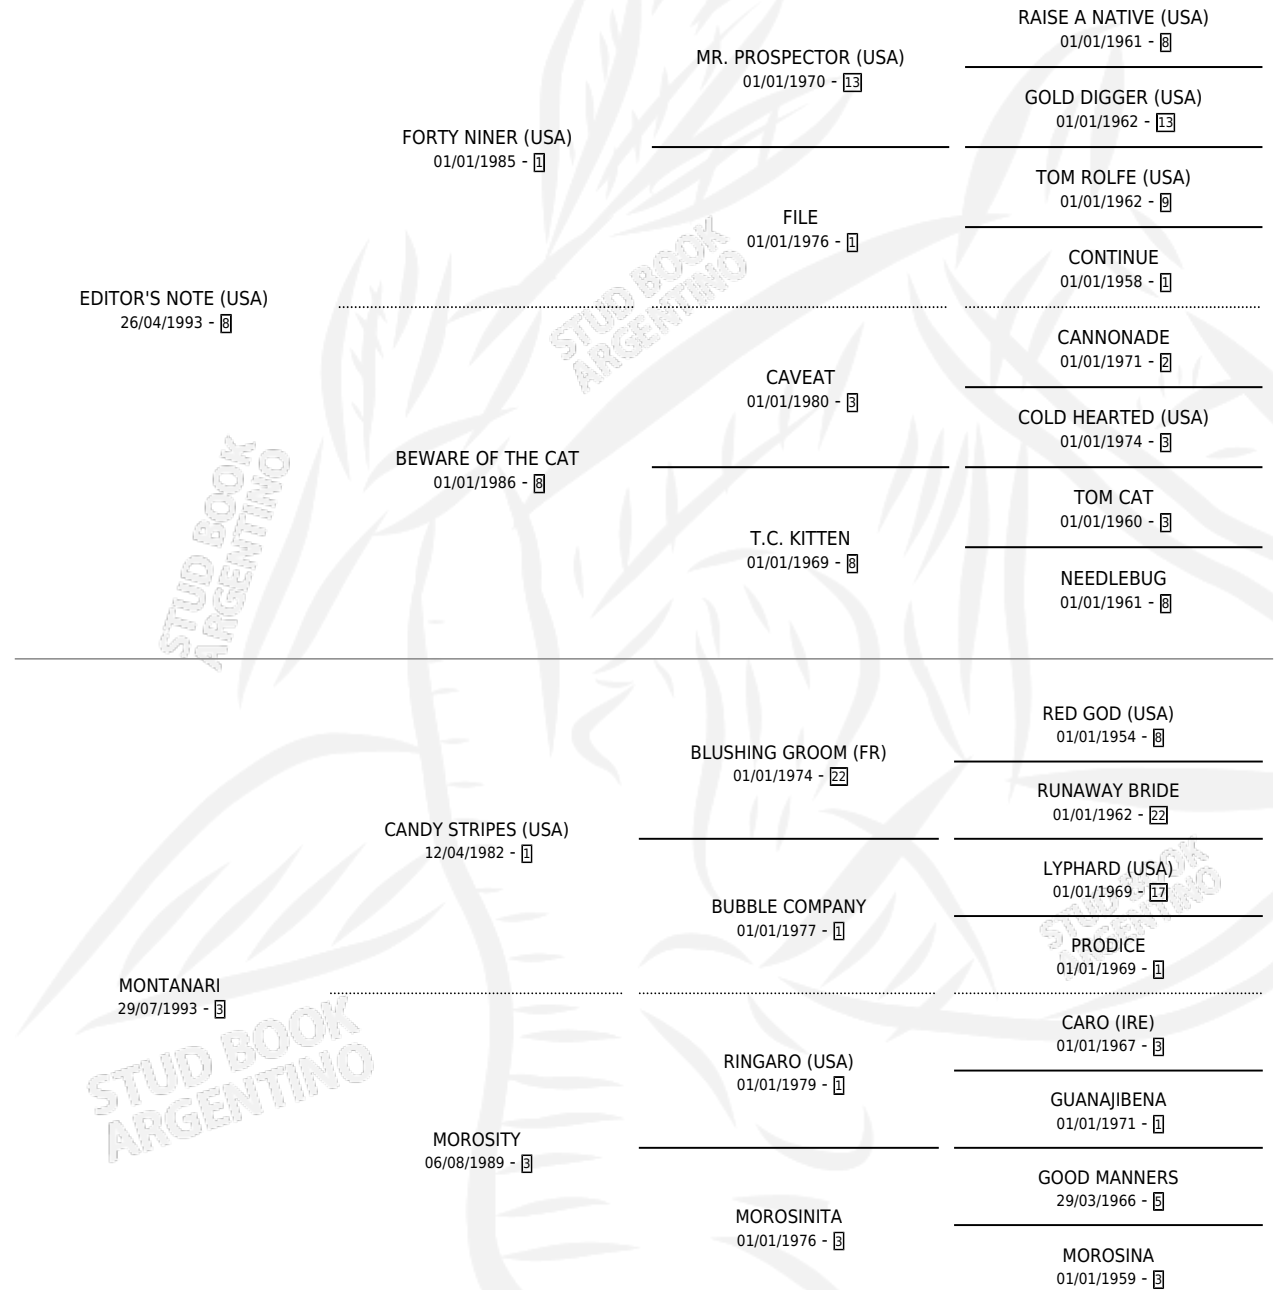 RAISE A NATIVE (USA)
01/01/1961 - 8
MR. PROSPECTOR (USA)
01/01/1970 - 13
GOLD DIGGER (USA)
01/01/1962 - 13
FORTY NINER (USA)
01/01/1985 - 1
TOM ROLFE (USA)
01/01/1962 - 9
FILE
01/01/1976 - 1
CONTINUE
01/01/1958 - 1
EDITOR'S NOTE (USA)
26/04/1993 - 8
CANNONADE
01/01/1971 - 2
CAVEAT
01/01/1980 - 3
COLD HEARTED (USA)
01/01/1974 - 3
BEWARE OF THE CAT
01/01/1986 - 8
TOM CAT
01/01/1960 - 3
T.C. KITTEN
01/01/1969 - 8
NEEDLEBUG
01/01/1961 - 8
RED GOD (USA)
01/01/1954 - 8
BLUSHING GROOM (FR)
01/01/1974 - 22
RUNAWAY BRIDE
01/01/1962 - 22
CANDY STRIPES (USA)
12/04/1982 - 1
LYPHARD (USA)
01/01/1969 - 17
BUBBLE COMPANY
01/01/1977 - 1
PRODICE
01/01/1969 - 1
MONTANARI
29/07/1993 - 3
CARO (IRE)
01/01/1967 - 3
RINGARO (USA)
01/01/1979 - 1
GUANAJIBENA
01/01/1971 - 1
MOROSITY
06/08/1989 - 3
GOOD MANNERS
29/03/1966 - 5
MOROSINITA
01/01/1976 - 3
MOROSINA
01/01/1959 - 3
STUD BOOK
ARGENTINO
STUD BOOK
ARGENTINO
STUD BOOK
ARGENTINO
STUD BOOK
ARGENTINO